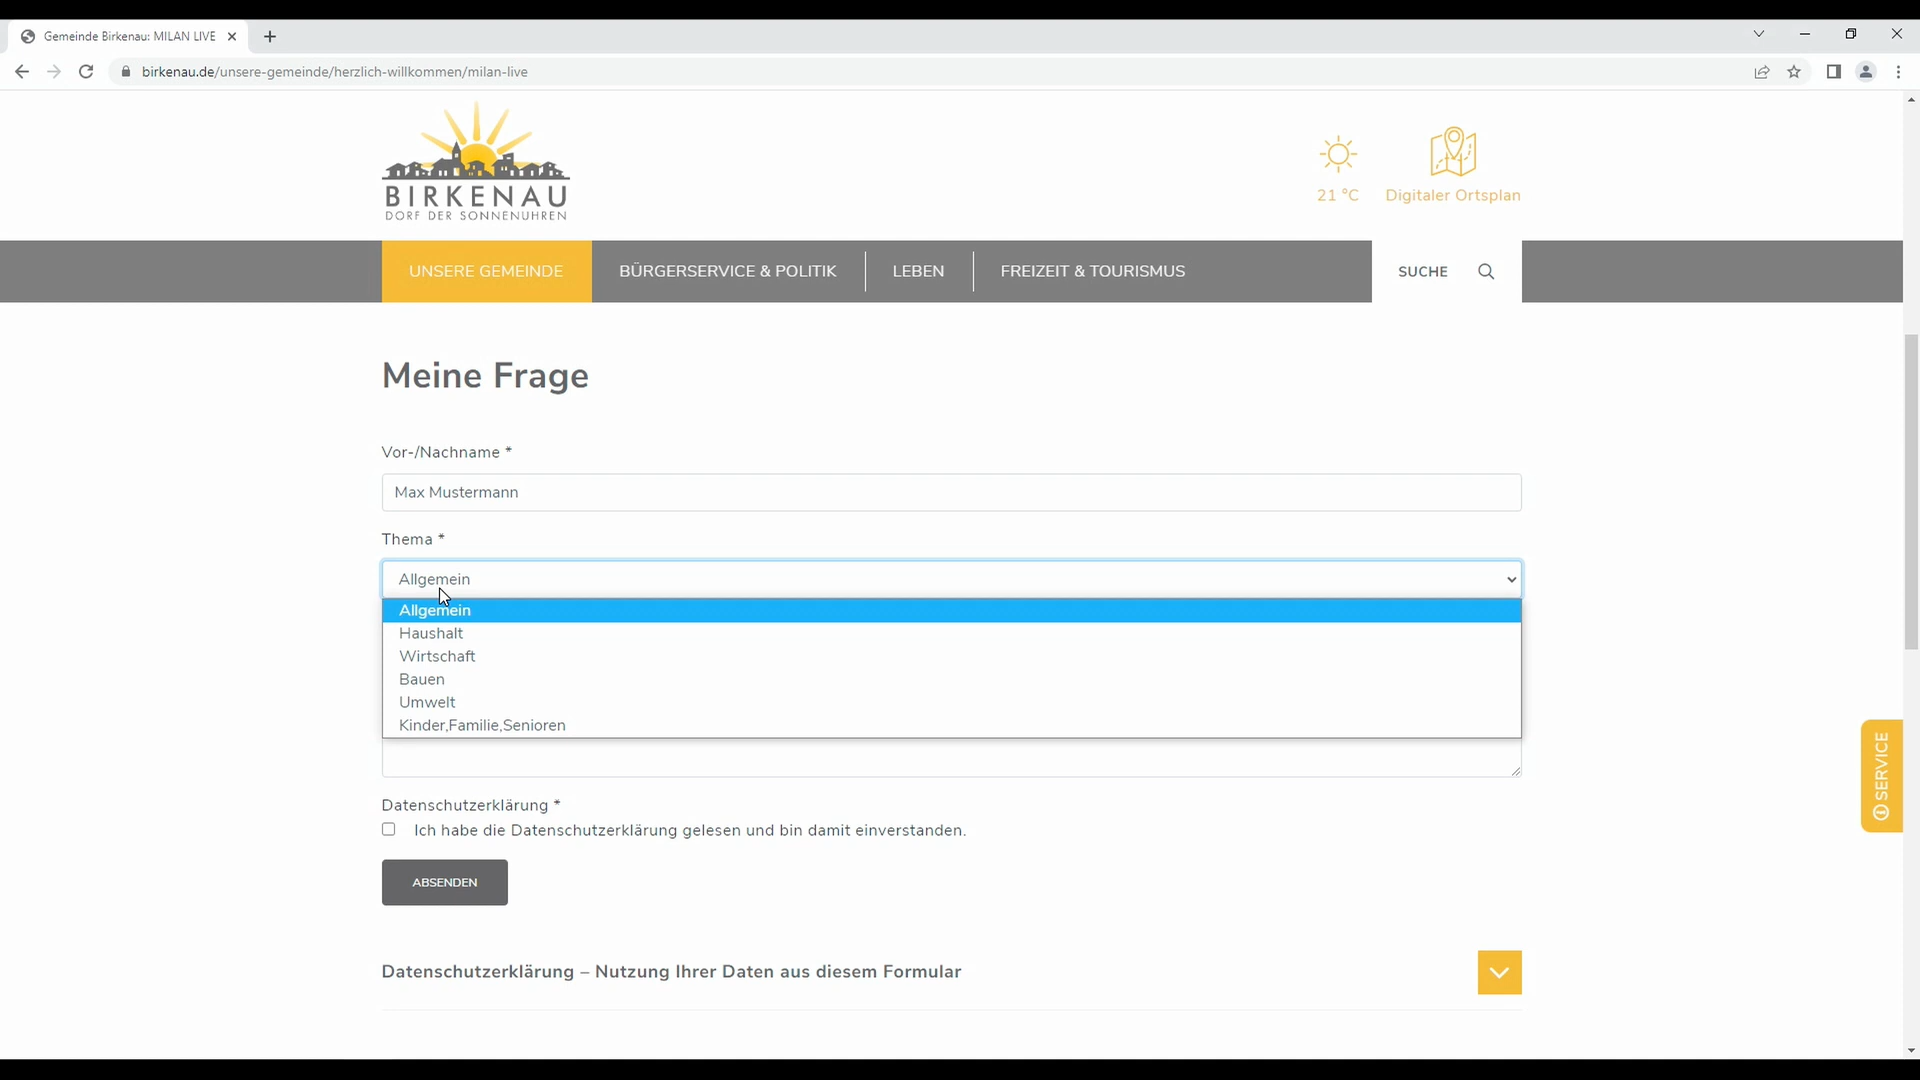 Gemeinde Birkenau: MILAN LIVE
birkenau.de/unsere-gemeinde/herzlich-willkommen/milan-live
BIRKENAU
DORF DER SONNENUHREN
21 °C
Digitaler Ortsplan
UNSERE GEMEINDE
BÜRGERSERVICE & POLITIK
LEBEN
FREIZEIT & TOURISMUS
SUCHE
Meine Frage
Vor-/Nachname *
Max Mustermann
Thema *
Allgemein
Allgemein
Haushalt
Wirtschaft
Bauen
Umwelt
Kinder,Familie,Senioren
SERVICE
Datenschutzerklärung *
Ich habe die Datenschutzerklärung gelesen und bin damit einverstanden.
ABSENDEN
Datenschutzerklärung – Nutzung Ihrer Daten aus diesem Formular